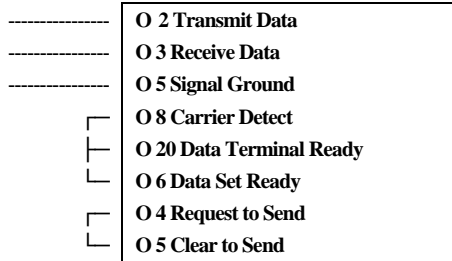 O 2 Transmit Data
O 3 Receive Data
O 5 Signal Ground
O 8 Carrier Detect
O 20 Data Terminal Ready
O 6 Data Set Ready
O 4 Request to Send
O 5 Clear to Send